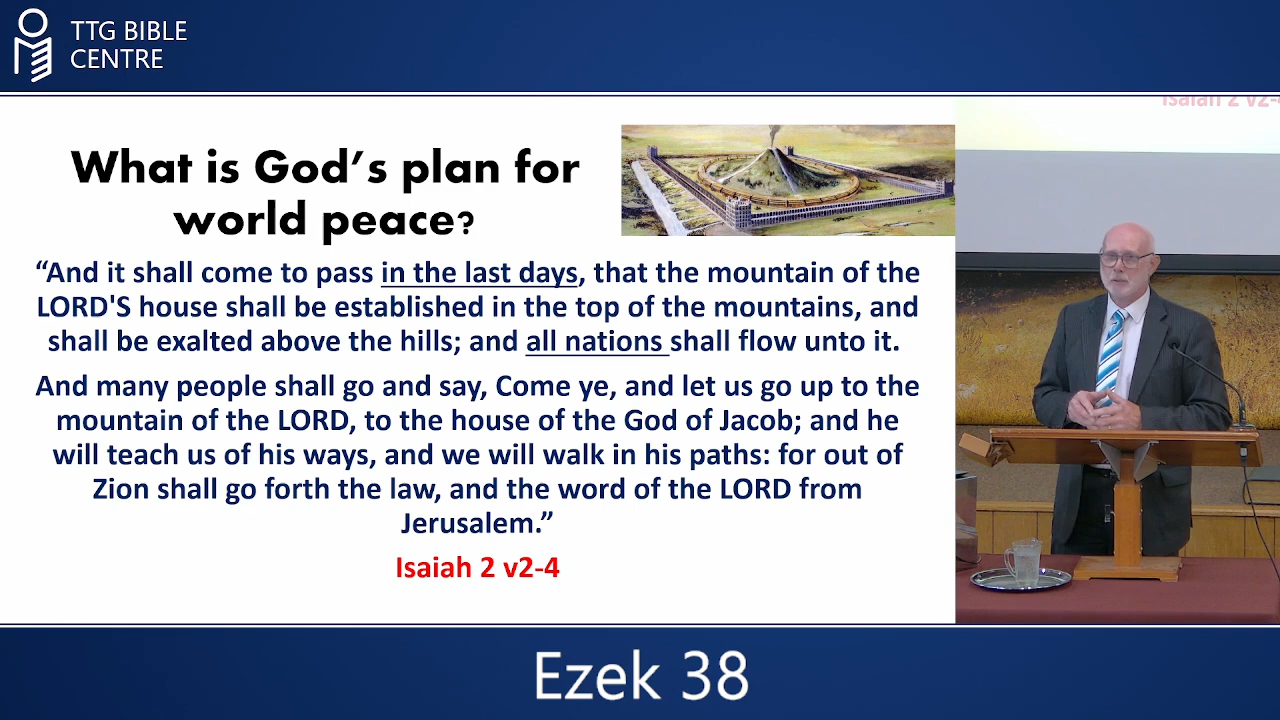 TTG BIBLE
CENTRE
Isaiah 2 v2-4
What is God's plan for
world peace?
“And it shall come to pass in the last days, that the mountain of the
LORD'S house shall be established in the top of the mountains, and
shall be exalted above the hills; and all nations shall flow unto it.
And many people shall go and say, Come ye, and let us go up to the
mountain of the LORD, to the house of the God of Jacob; and he
will teach us of his ways, and we will walk in his paths: for out of
Zion shall go forth the law, and the word of the LORD from
Jerusalem.”
Isaiah 2 v2-4
Ezek 38